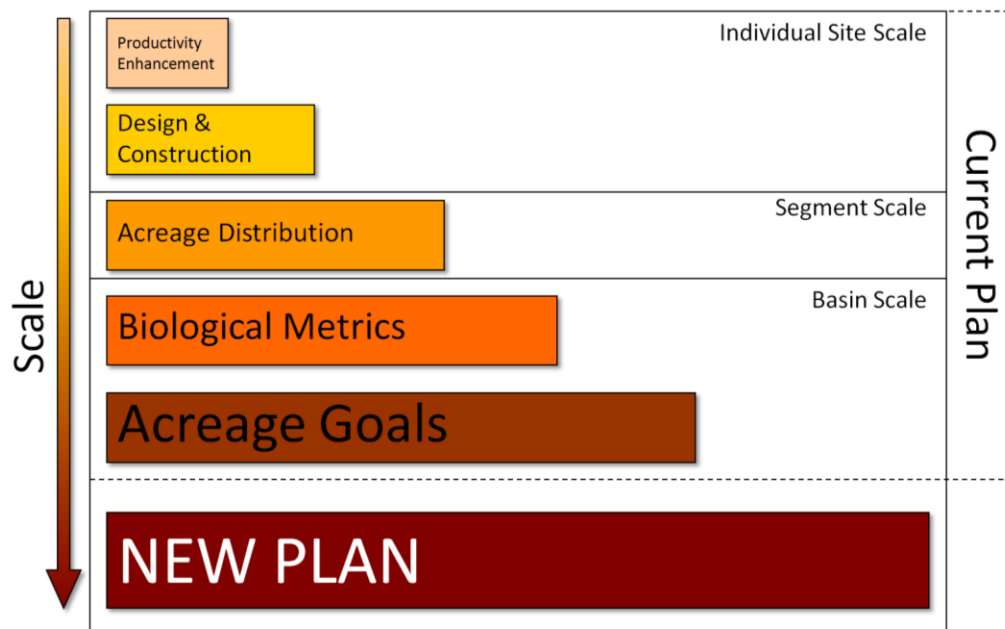 Productivity
Enhancement
Individual Site Scale
Design &
Construction
Acreage Distribution
Segment Scale
Biological Metrics
Basin Scale
Acreage Goals
NEW PLAN
Scale
Current Plan